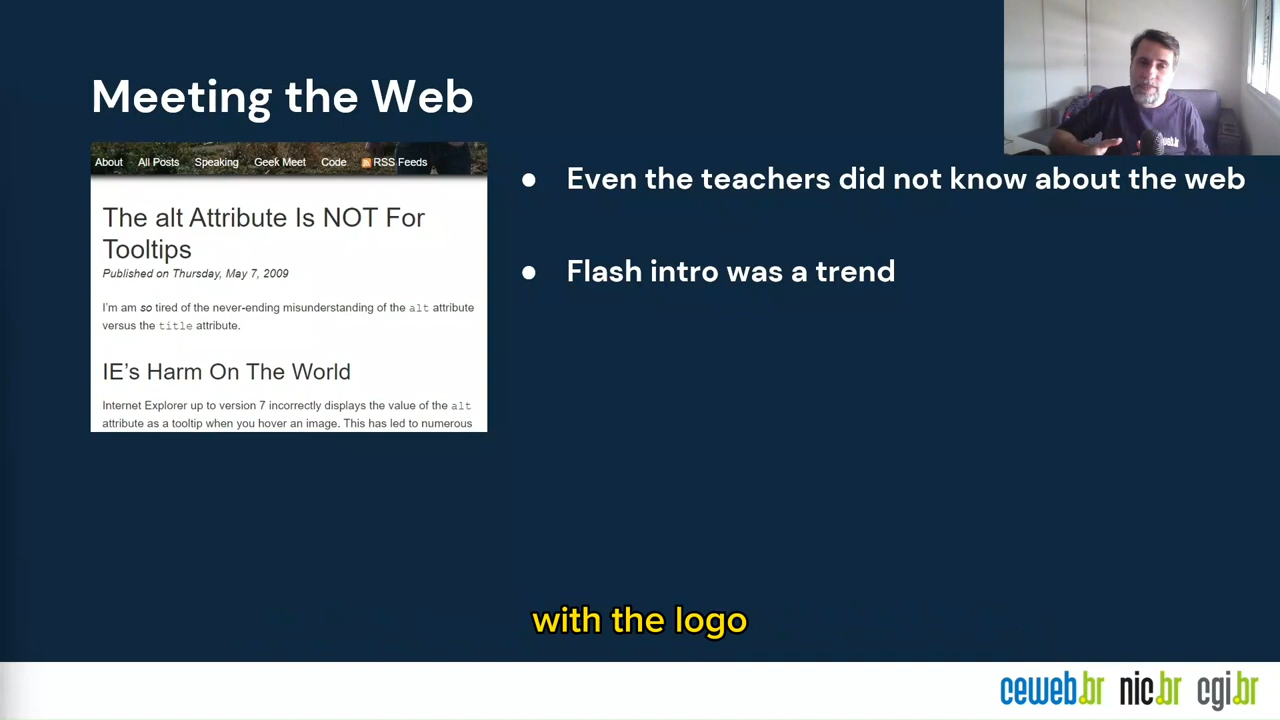 Meeting the Web
About All Posts Speaking Geek Meet Code RSS Feeds
The alt Attribute Is NOT For
Tooltips
Published on Thursday, May 7, 2009
I'm am so tired of the never-ending misunderstanding of the alt attribute
versus the title attribute.
IE's Harm On The World
Internet Explorer up to version 7 incorrectly displays the value of the alt
attribute as a tooltip when you hover an image. This has led to numerous
● Even the teachers did not know about the web
● Flash intro was a trend
with the logo
ceweb.br nic.br cgi.br